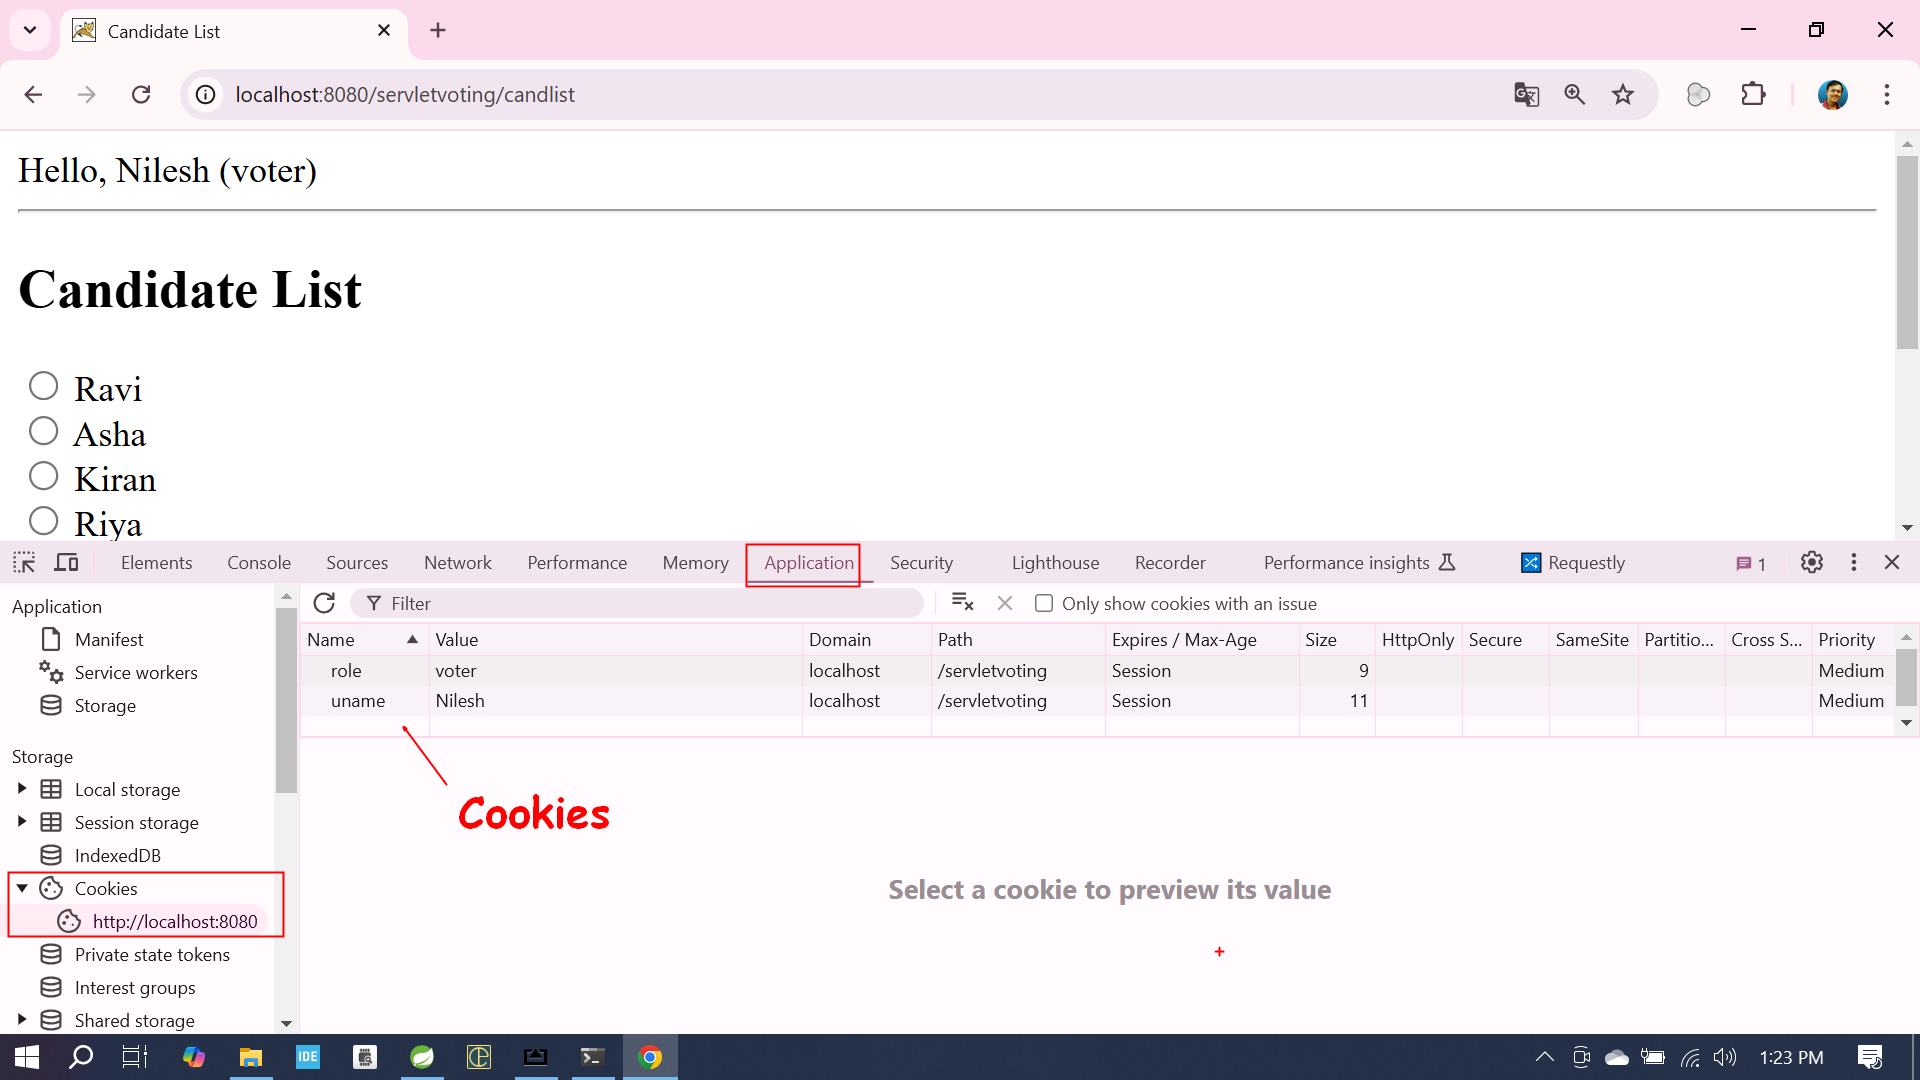 Candidate List
localhost:8080/servletvoting/candlist
Hello, Nilesh (voter)
Candidate List
Ravi
Asha
Kiran
Riya
Elements Console Sources Network Performance Memory Application Security Lighthouse Recorder Performance insights Requestly 1
Application
Manifest
Service workers
Storage
Storage
Local storage
Session storage
IndexedDB
Cookies
http://localhost:8080
Private state tokens
Interest groups
Shared storage
Filter Only show cookies with an issue
Name Value Domain Path Expires / Max-Age Size HttpOnly Secure SameSite Partitio... Cross S... Priority
role voter localhost /servletvoting Session 9 Medium
uname Nilesh localhost /servletvoting Session 11 Medium
Cookies
Select a cookie to preview its value
IDE
1:23 PM